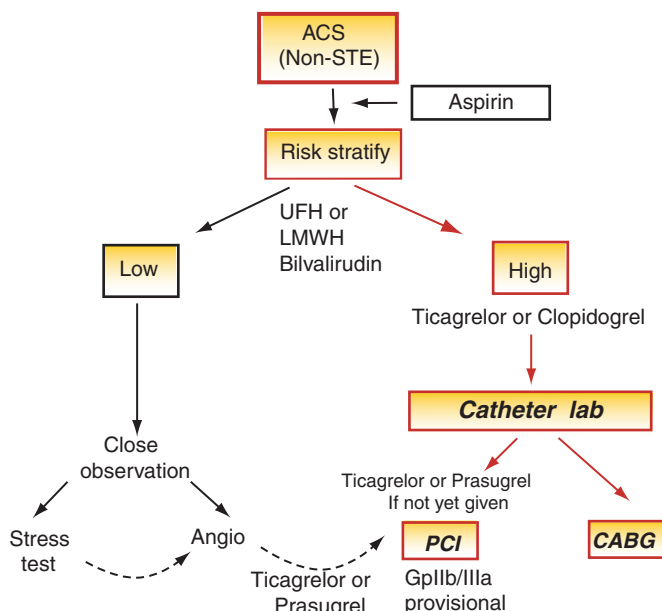 ACS
(Non-STE)
Aspirin
Risk stratify
UFH or
LMWH
Bilvalirudin
Low
High
Ticagrelor or Clopidogrel
Catheter lab
Close
observation
Ticagrelor or Prasugrel
If not yet given
Stress
test
Angio
PCI
CABG
Ticagrelor or
Prasugrel
GpIIb/IIIa
provisional